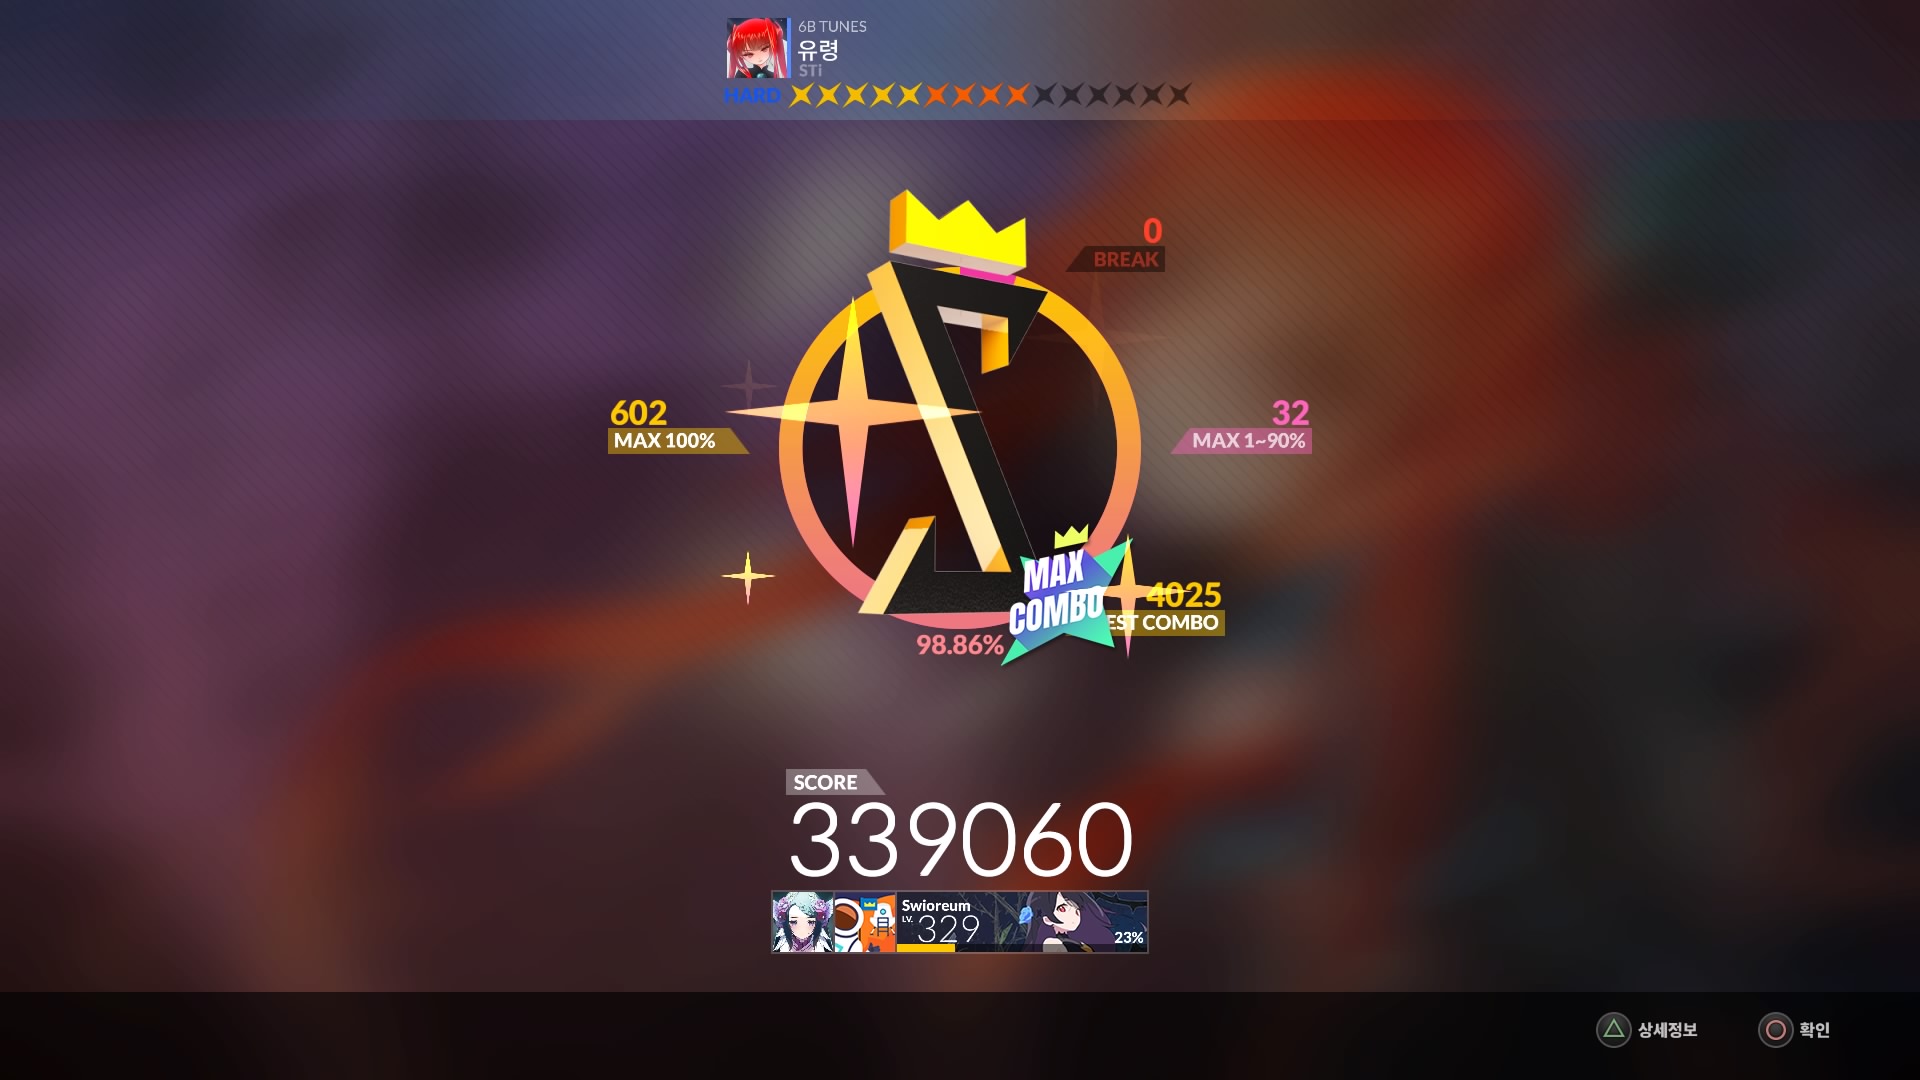 6B TUNES
유령
STi
HARD
0
BREAK
602
MAX 100%
32
MAX 1~90%
MAX
COMBO
4025
EST COMBO
98.86%
SCORE
339060
Swioreum
LV. 329
23%
상세정보
확인